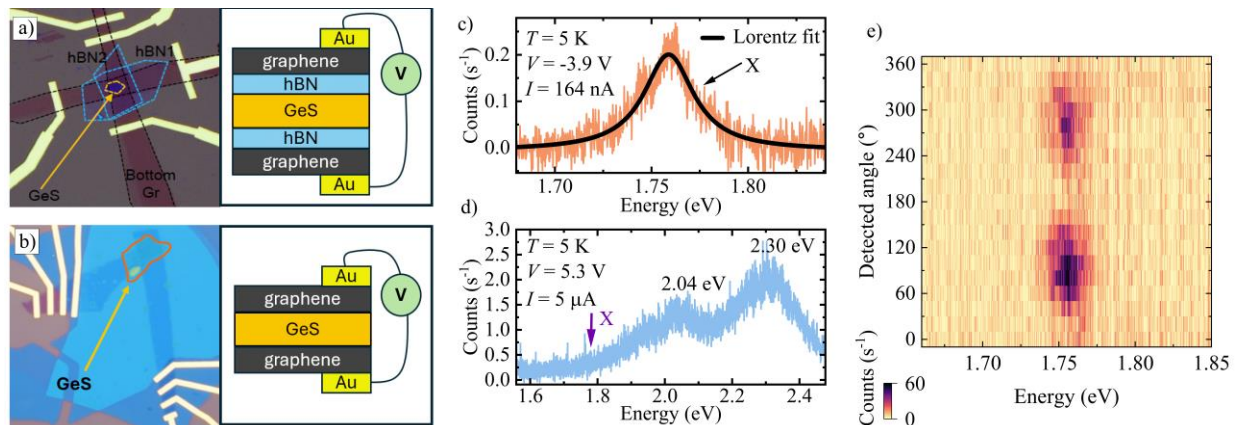 a)
hBN2
hBN1
GeS
Bottom
Gr
Au
graphene
hBN
GeS
hBN
graphene
Au
V
b)
GeS
Au
graphene
GeS
graphene
Au
V
c)
T = 5 K
V = -3.9 V
I = 164 nA
Lorentz fit
X
Counts (s⁻¹)
0.2
0.1
0.0
1.70 1.75 1.80
Energy (eV)
d)
T = 5 K
V = 5.3 V
I = 5 µA
X
2.04 eV
2.30 eV
Counts (s⁻¹)
3.0
2.5
2.0
1.5
1.0
0.5
0.0
1.6 1.8 2.0 2.2 2.4
Energy (eV)
e)
Detected angle (°)
360
300
240
180
120
60
0
1.70 1.75 1.80 1.85
Energy (eV)
Counts (s⁻¹)
60
0